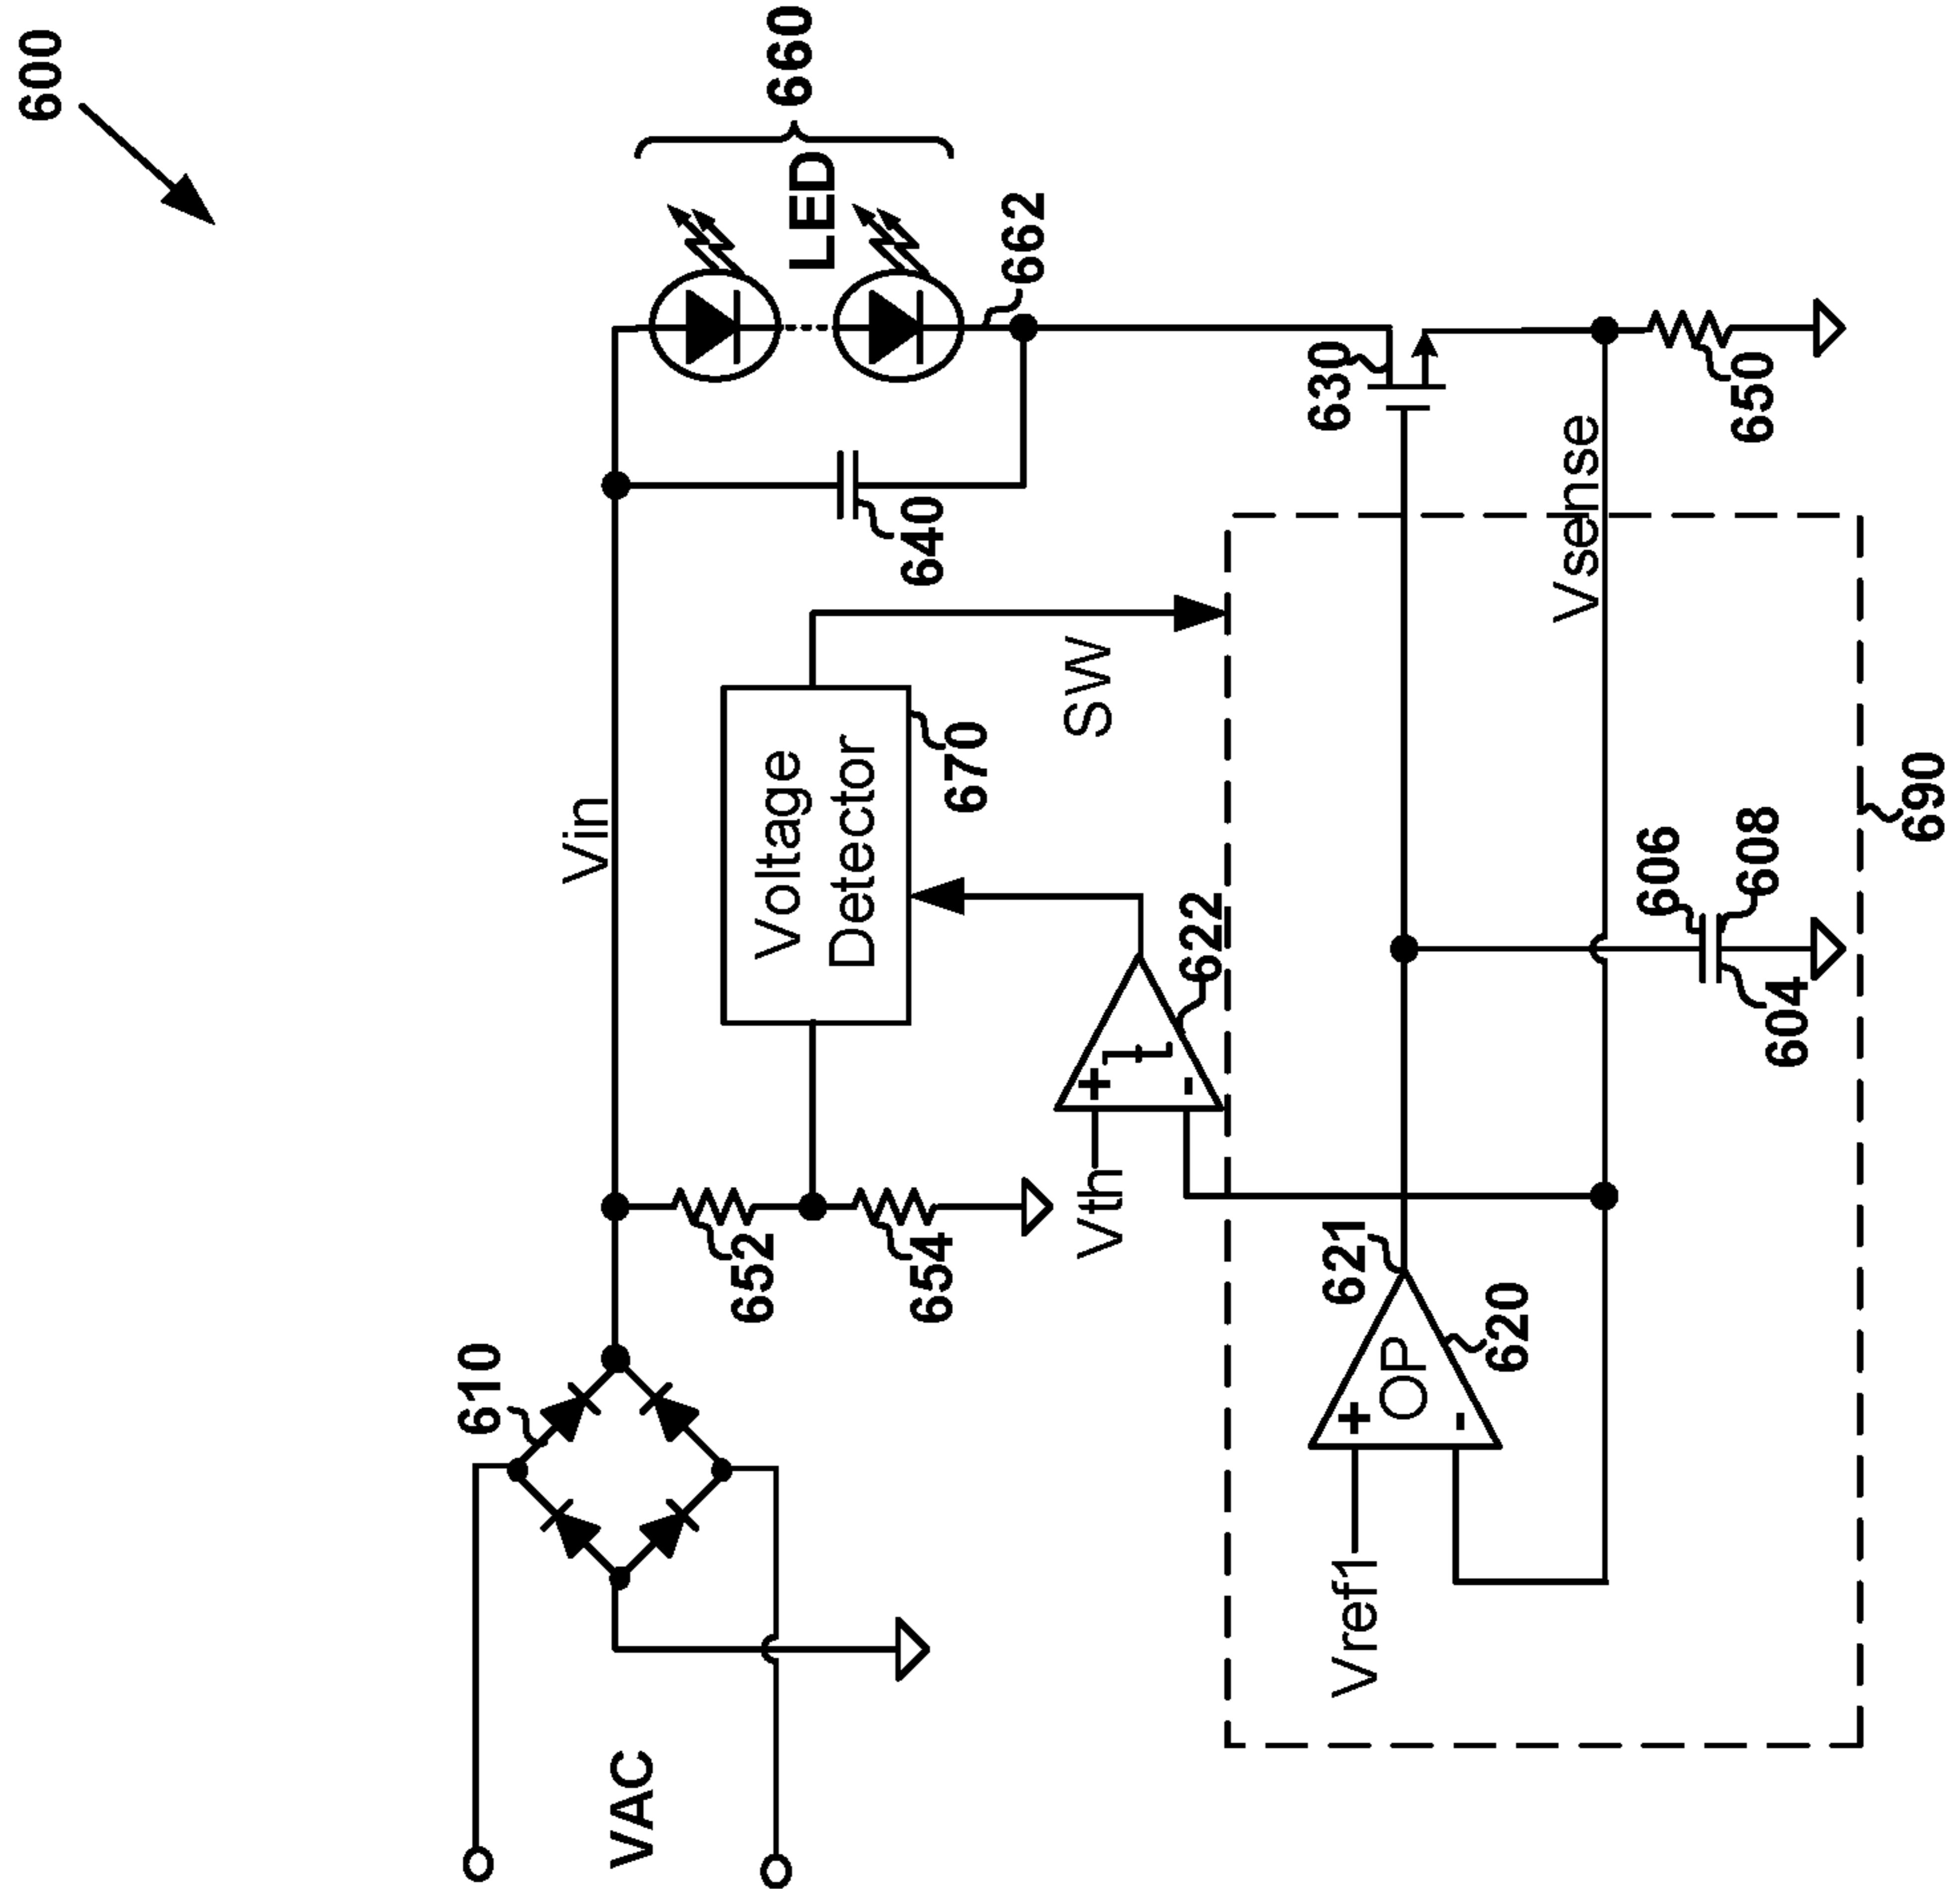 600
660
LED
662
610
Vin
652
654
Voltage
Detector
670
640
SW
Vth
622
630
650
Vsense
VAC
Vref1
OP
621
620
606
608
604
690